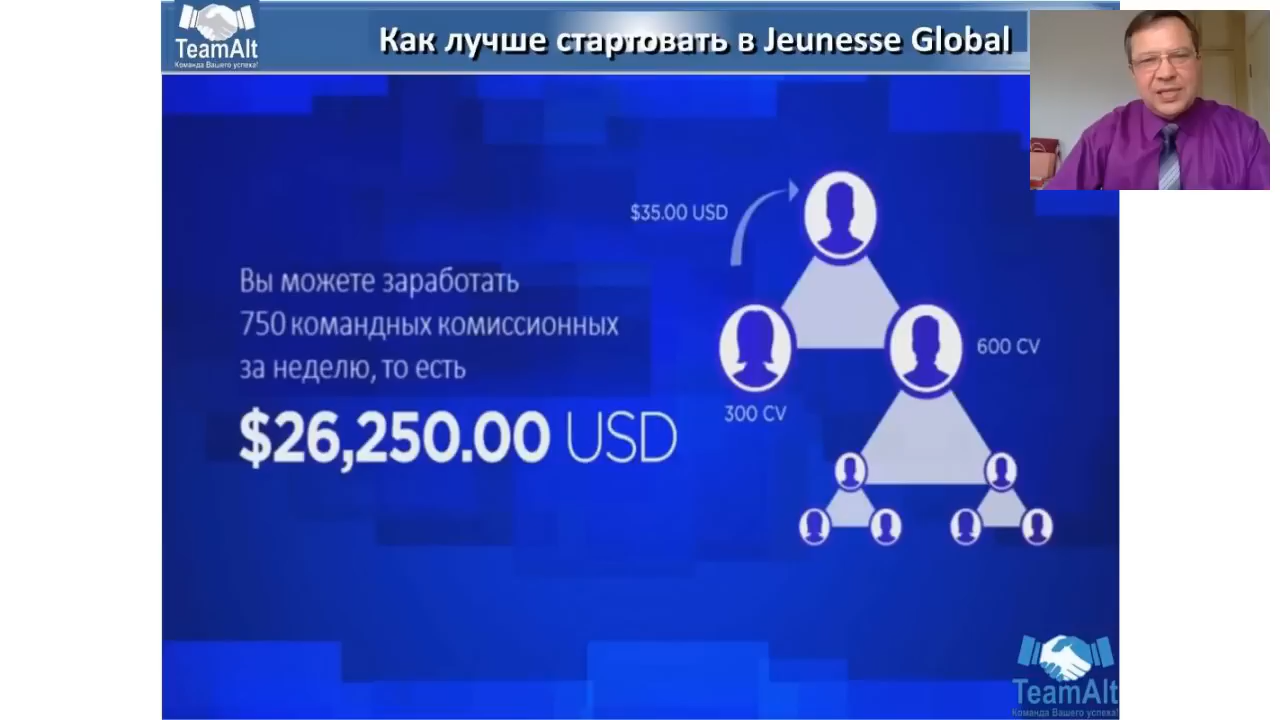 TeamAlt
Команда Вашего успеха!
Как лучше стартовать в Jeunesse Global
$35.00 USD
Вы можете заработать
750 командных комиссионных
за неделю, то есть
$26,250.00 USD
600 CV
300 CV
TeamAlt
Команда Вашего успеха!